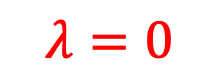 λ = 0